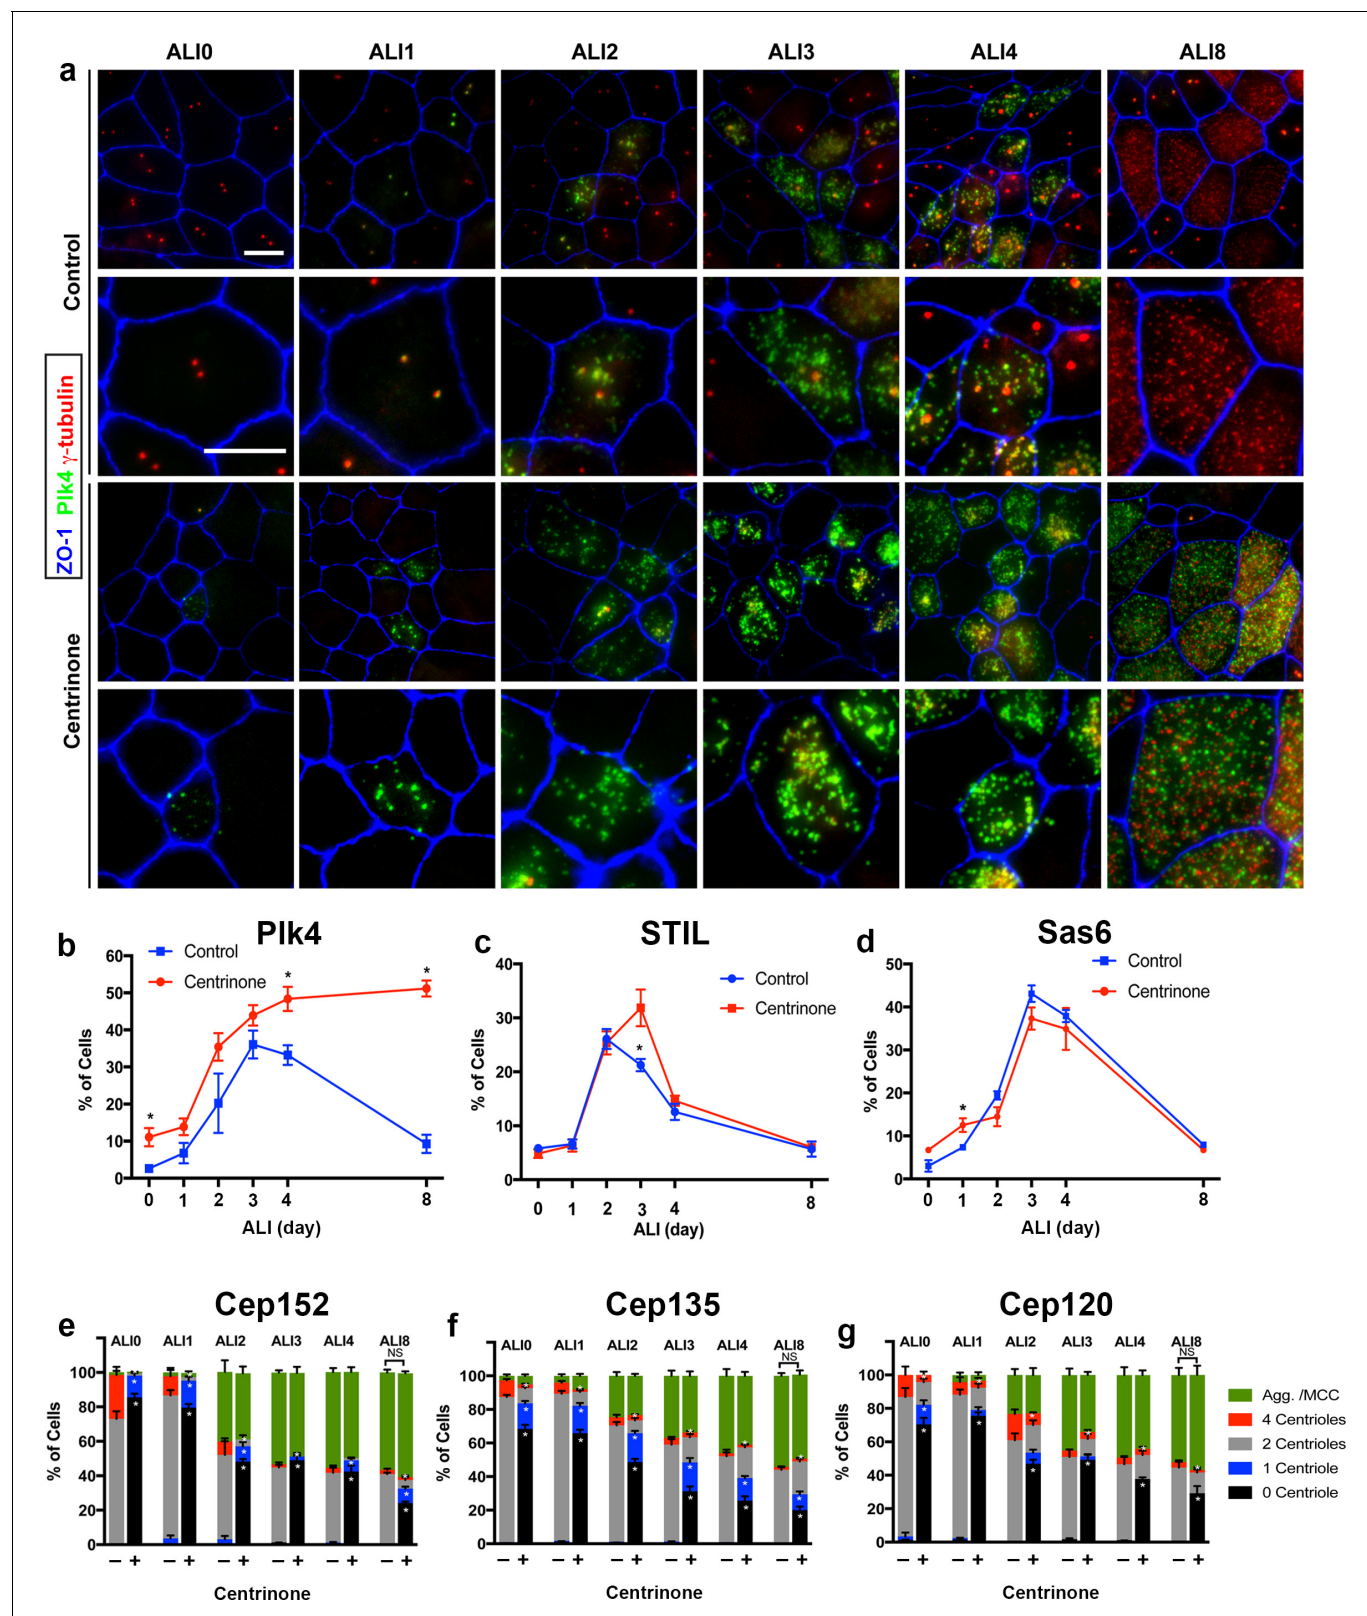 ALI0 ALI1 ALI2 ALI3 ALI4 ALI8
a
Control
Centrinone
ZO-1 Plk4 γ-tubulin
b Plk4
Control
Centrinone
60
50
40
30
20
10
0
% of Cells
* * *
0 1 2 3 4 8
ALI (day)
c STIL
Control
Centrinone
40
30
20
10
0
% of Cells
*
0 1 2 3 4 8
ALI (day)
d Sas6
Control
Centrinone
50
40
30
20
10
0
% of Cells
*
0 1 2 3 4 8
ALI (day)
e Cep152
ALI0 ALI1 ALI2 ALI3 ALI4 ALI8
NS
100
80
60
40
20
0
% of Cells
– + – + – + – + – + – +
Centrinone
f Cep135
ALI0 ALI1 ALI2 ALI3 ALI4 ALI8
NS
100
80
60
40
20
0
% of Cells
– + – + – + – + – + – +
Centrinone
g Cep120
ALI0 ALI1 ALI2 ALI3 ALI4 ALI8
NS
100
80
60
40
20
0
% of Cells
– + – + – + – + – + – +
Centrinone
Agg. /MCC
4 Centrioles
2 Centrioles
1 Centriole
0 Centriole